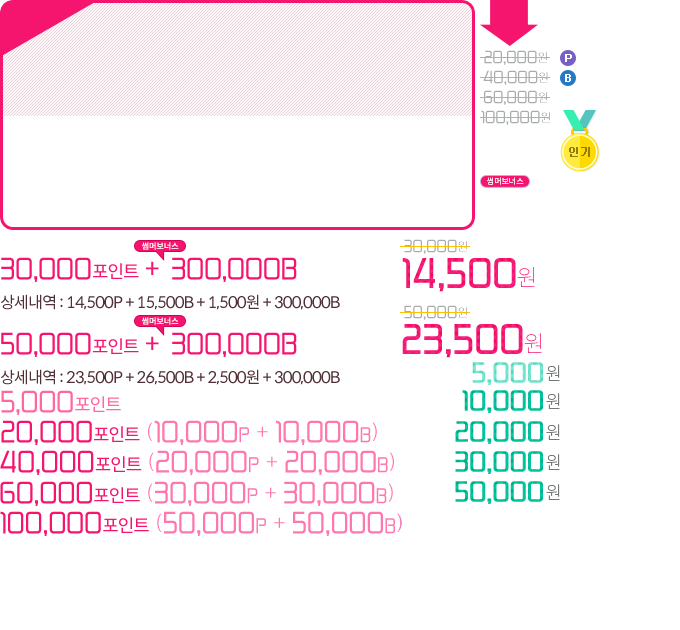 20,000원 P
40,000원 B
60,000원
100,000원
인기
썸머보너스
썸머보너스
30,000포인트 + 300,000B
30,000원
14,500원
상세내역 : 14,500P + 15,500B + 1,500원 + 300,000B
썸머보너스
50,000포인트 + 300,000B
50,000원
23,500원
상세내역 : 23,500P + 26,500B + 2,500원 + 300,000B
5,000원
5,000포인트
10,000원
20,000포인트 (10,000P + 10,000B)
20,000원
40,000포인트 (20,000P + 20,000B)
30,000원
60,000포인트 (30,000P + 30,000B)
50,000원
100,000포인트 (50,000P + 50,000B)